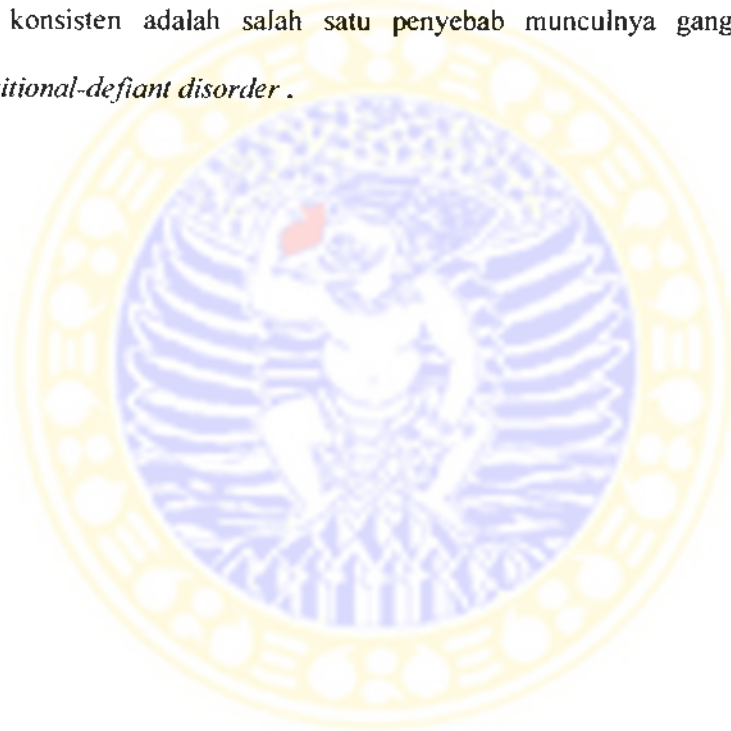 konsisten adalah salah satu penyebab munculnya gang
itional-defiant disorder .